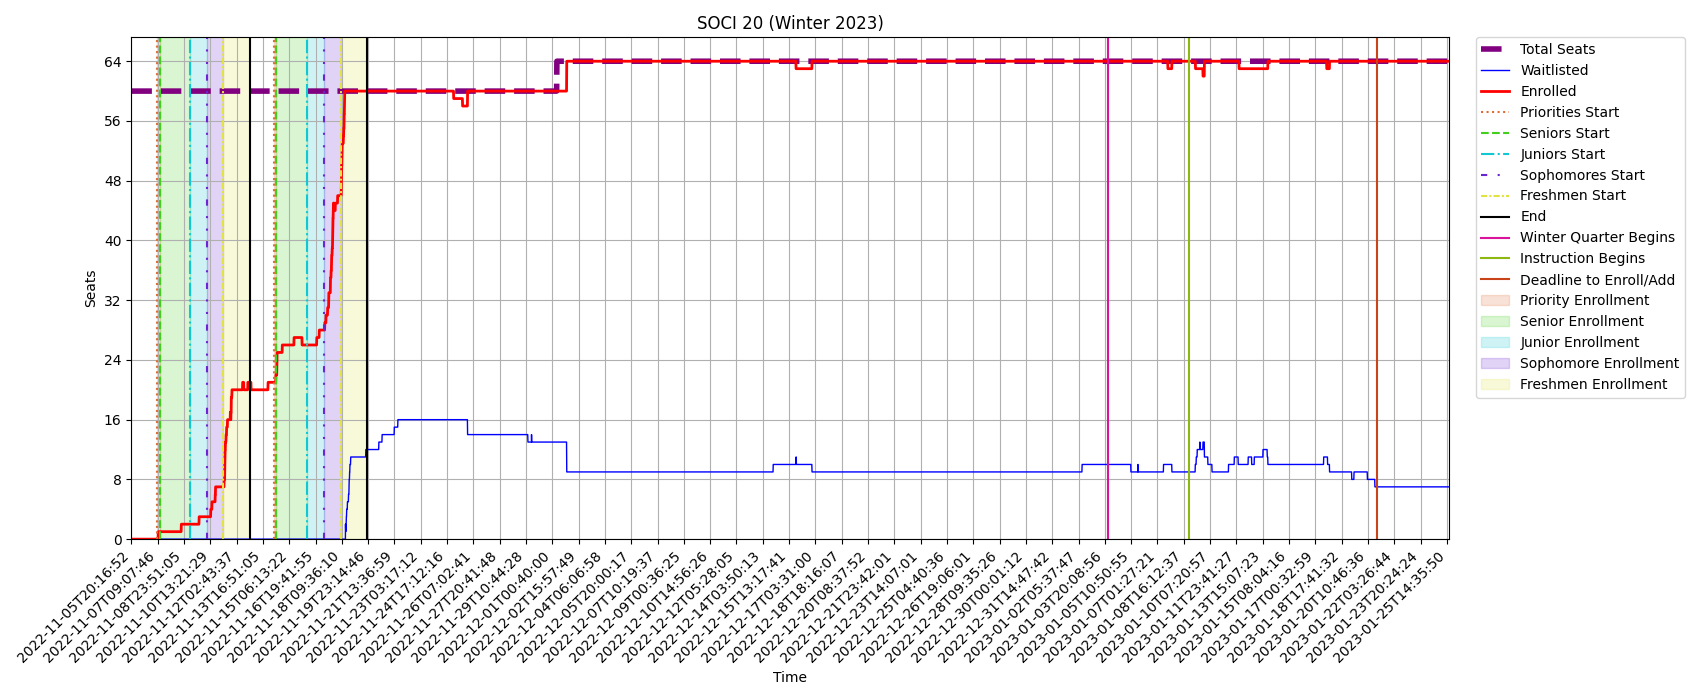 SOCI 20 (Winter 2023)
Seats
64
56
48
40
32
24
16
8
0
2022-11-05T20:16:52
2022-11-07T09:07:46
2022-11-08T23:51:05
2022-11-10T13:21:29
2022-11-12T02:43:37
2022-11-13T16:51:05
2022-11-15T06:13:22
2022-11-16T19:41:55
2022-11-18T09:36:10
2022-11-19T23:14:46
2022-11-21T13:36:59
2022-11-23T03:17:12
2022-11-24T17:12:16
2022-11-26T07:02:41
2022-11-27T20:41:48
2022-11-29T10:44:28
2022-12-01T00:40:00
2022-12-02T15:57:49
2022-12-04T06:06:58
2022-12-05T20:00:17
2022-12-07T10:19:37
2022-12-09T00:36:25
2022-12-10T14:56:26
2022-12-12T05:28:05
2022-12-14T03:50:13
2022-12-15T13:17:41
2022-12-17T03:31:00
2022-12-18T18:16:07
2022-12-20T08:37:52
2022-12-21T23:42:01
2022-12-23T14:07:01
2022-12-25T04:40:36
2022-12-26T19:06:01
2022-12-28T09:35:26
2022-12-30T00:01:12
2022-12-31T14:47:42
2023-01-02T05:37:47
2023-01-03T20:08:56
2023-01-05T10:50:55
2023-01-07T01:27:21
2023-01-08T16:12:37
2023-01-10T07:20:57
2023-01-11T23:41:27
2023-01-13T15:07:23
2023-01-15T08:04:16
2023-01-17T00:32:59
2023-01-18T17:41:32
2023-01-20T10:46:36
2023-01-22T03:26:44
2023-01-23T20:24:24
2023-01-25T14:35:50
Time
Total Seats
Waitlisted
Enrolled
Priorities Start
Seniors Start
Juniors Start
Sophomores Start
Freshmen Start
End
Winter Quarter Begins
Instruction Begins
Deadline to Enroll/Add
Priority Enrollment
Senior Enrollment
Junior Enrollment
Sophomore Enrollment
Freshmen Enrollment